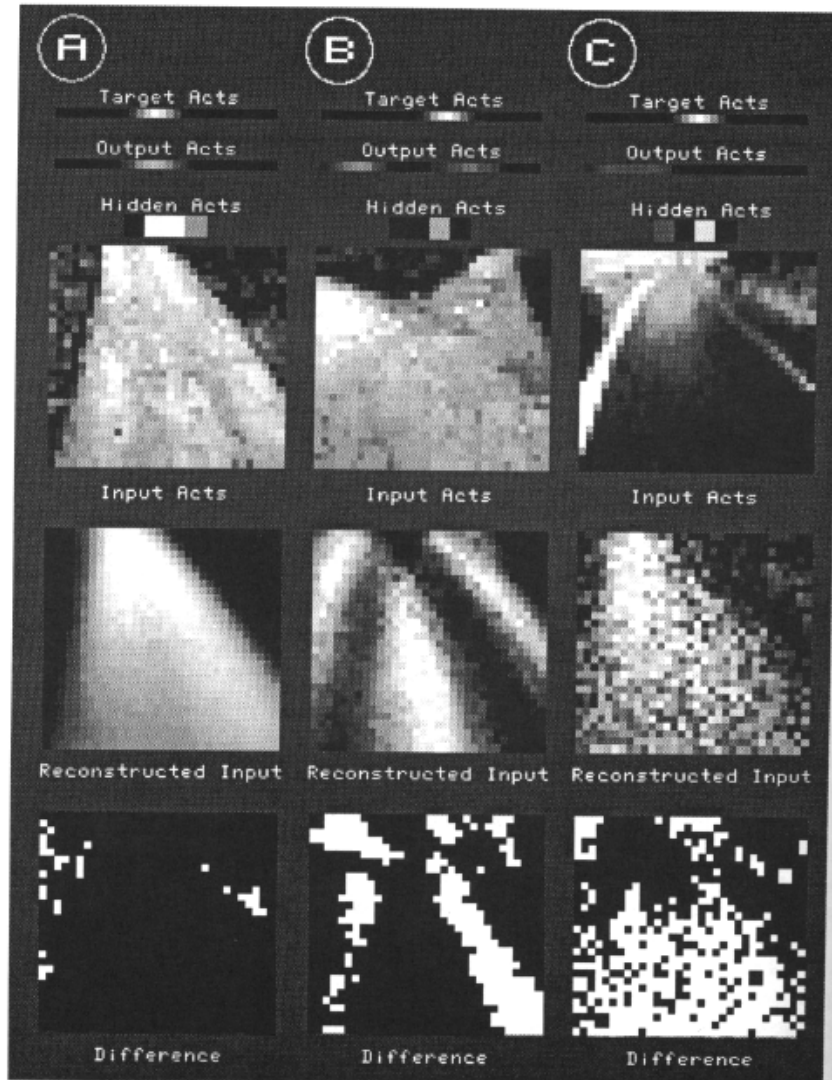 A B C
Target Acts Target Acts Target Acts
Output Acts Output Acts Output Acts
Hidden Acts Hidden Acts Hidden Acts
Input Acts Input Acts Input Acts
Reconstructed Input Reconstructed Input Reconstructed Input
Difference Difference Difference